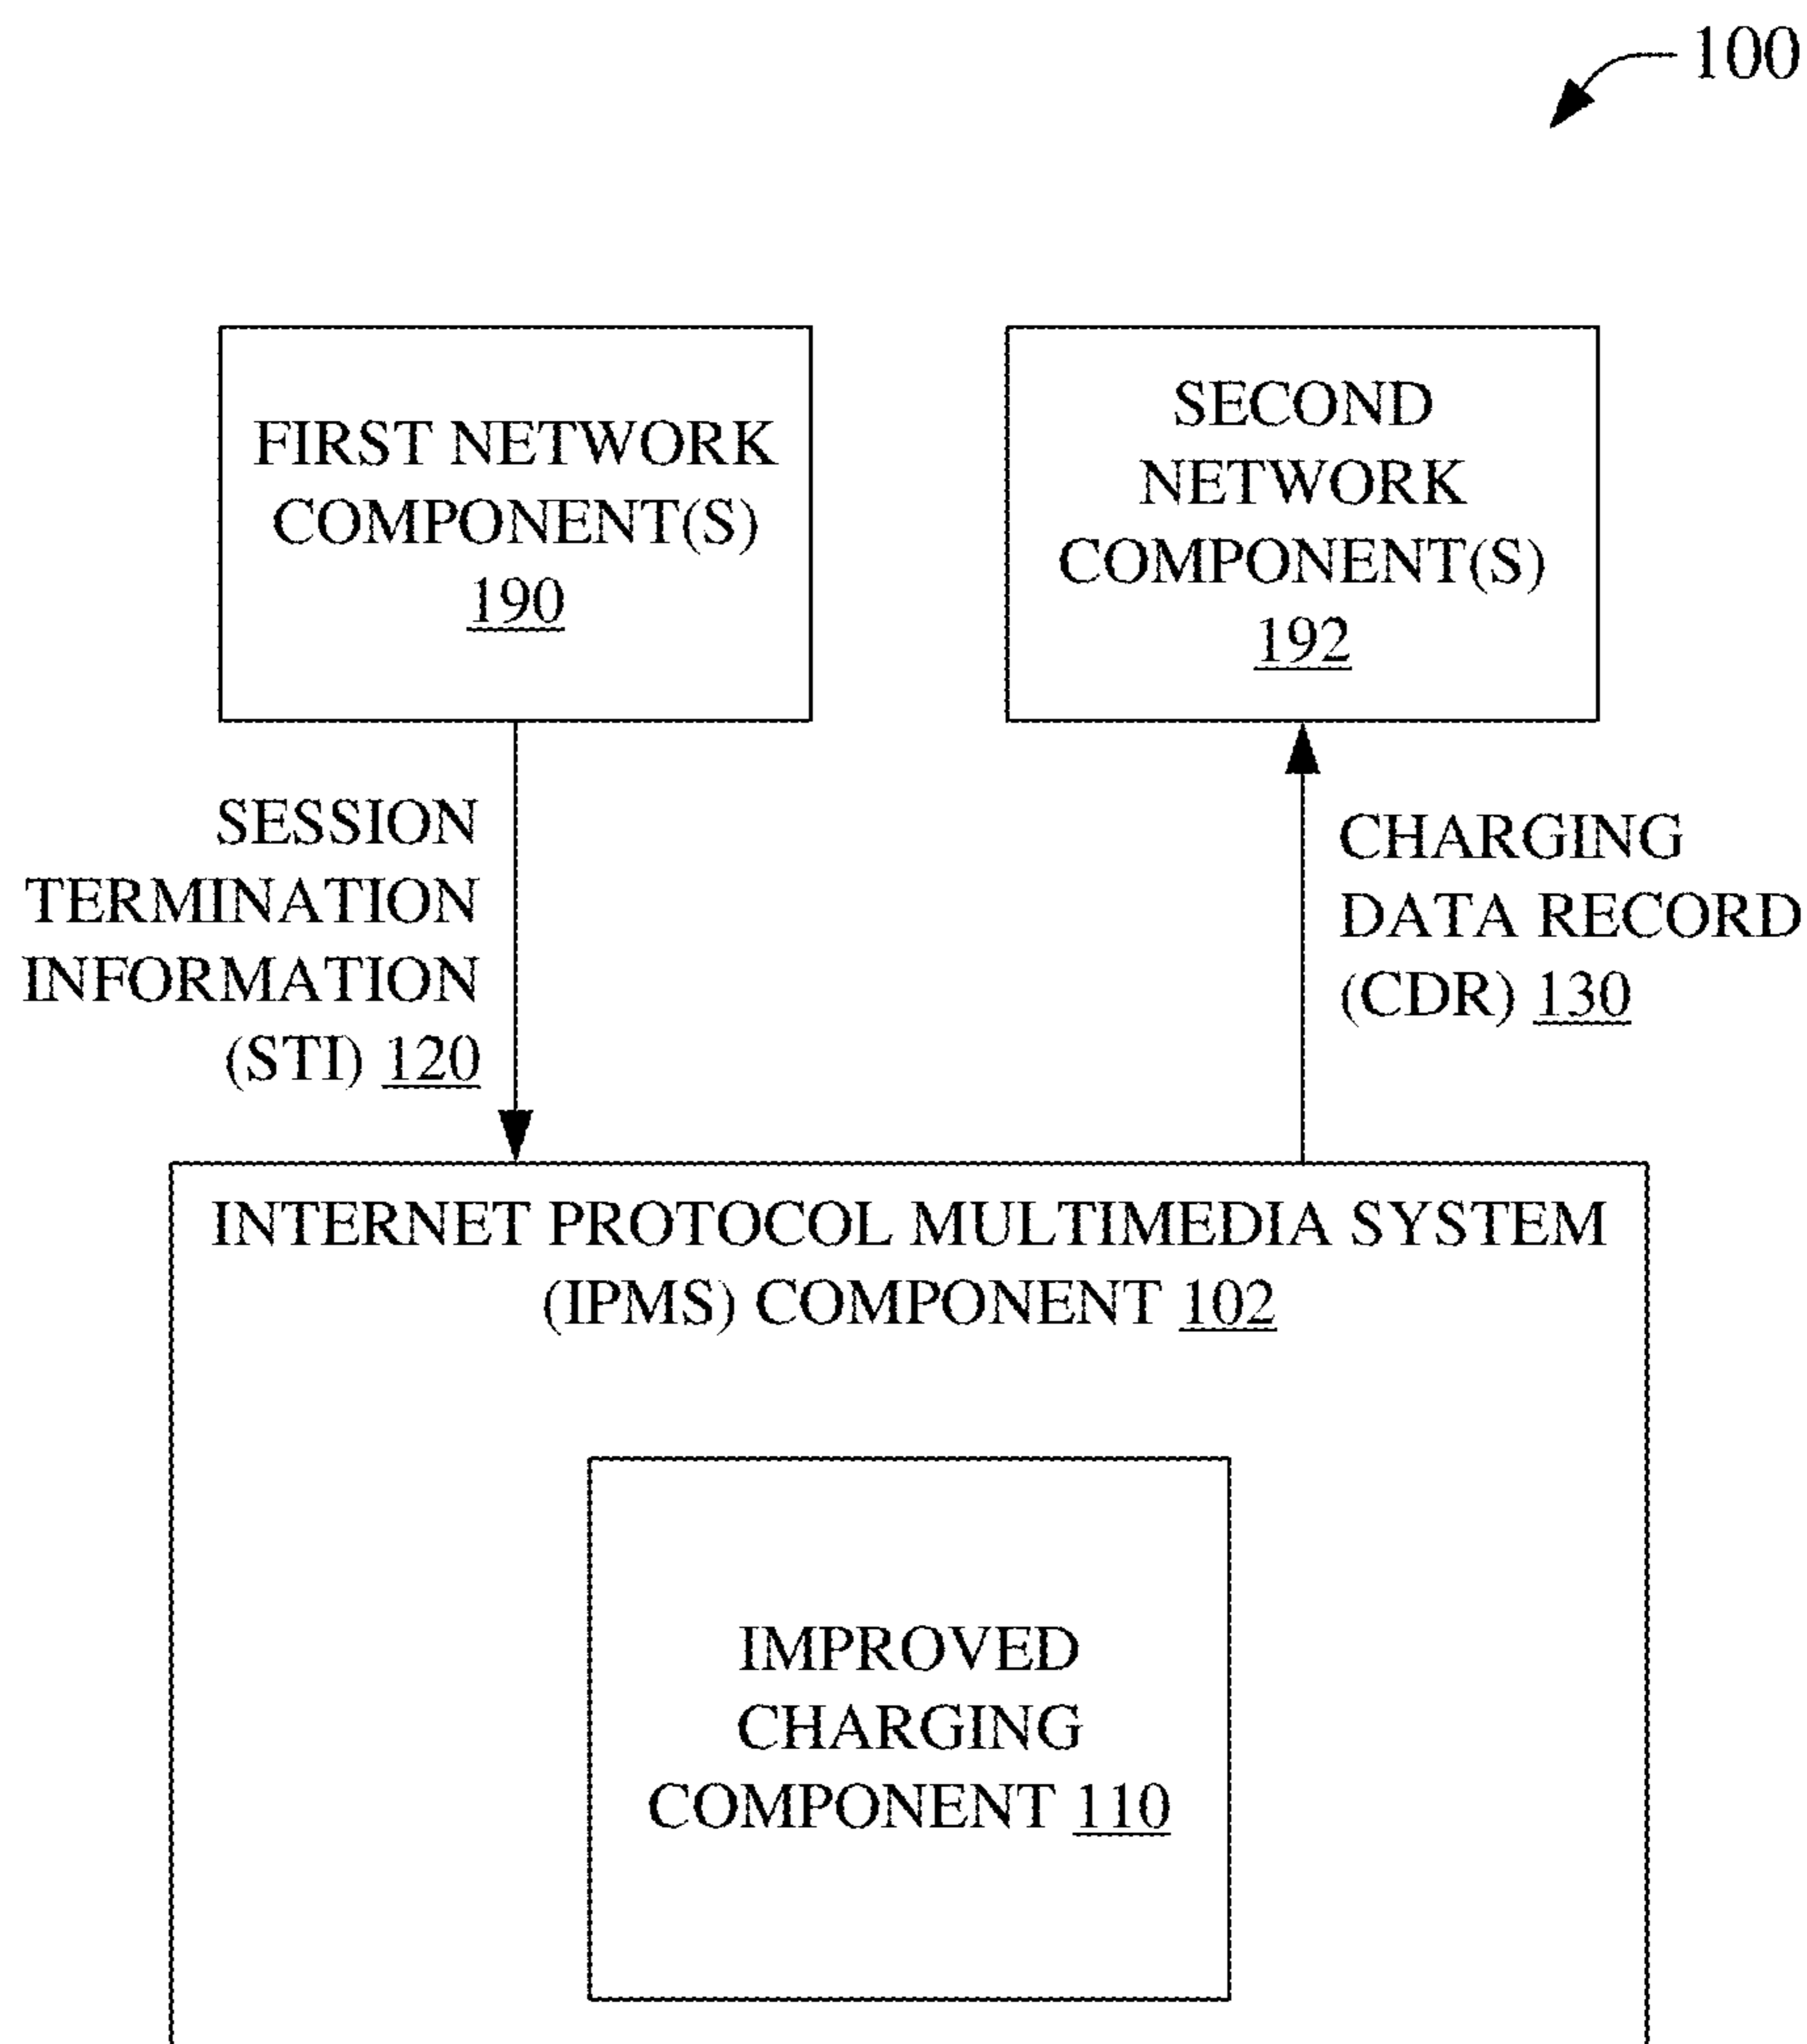 100
FIRST NETWORK
COMPONENT(S)
190
SECOND
NETWORK
COMPONENT(S)
192
SESSION
TERMINATION
INFORMATION
(STI) 120
CHARGING
DATA RECORD
(CDR) 130
INTERNET PROTOCOL MULTIMEDIA SYSTEM
(IPMS) COMPONENT 102
IMPROVED
CHARGING
COMPONENT 110